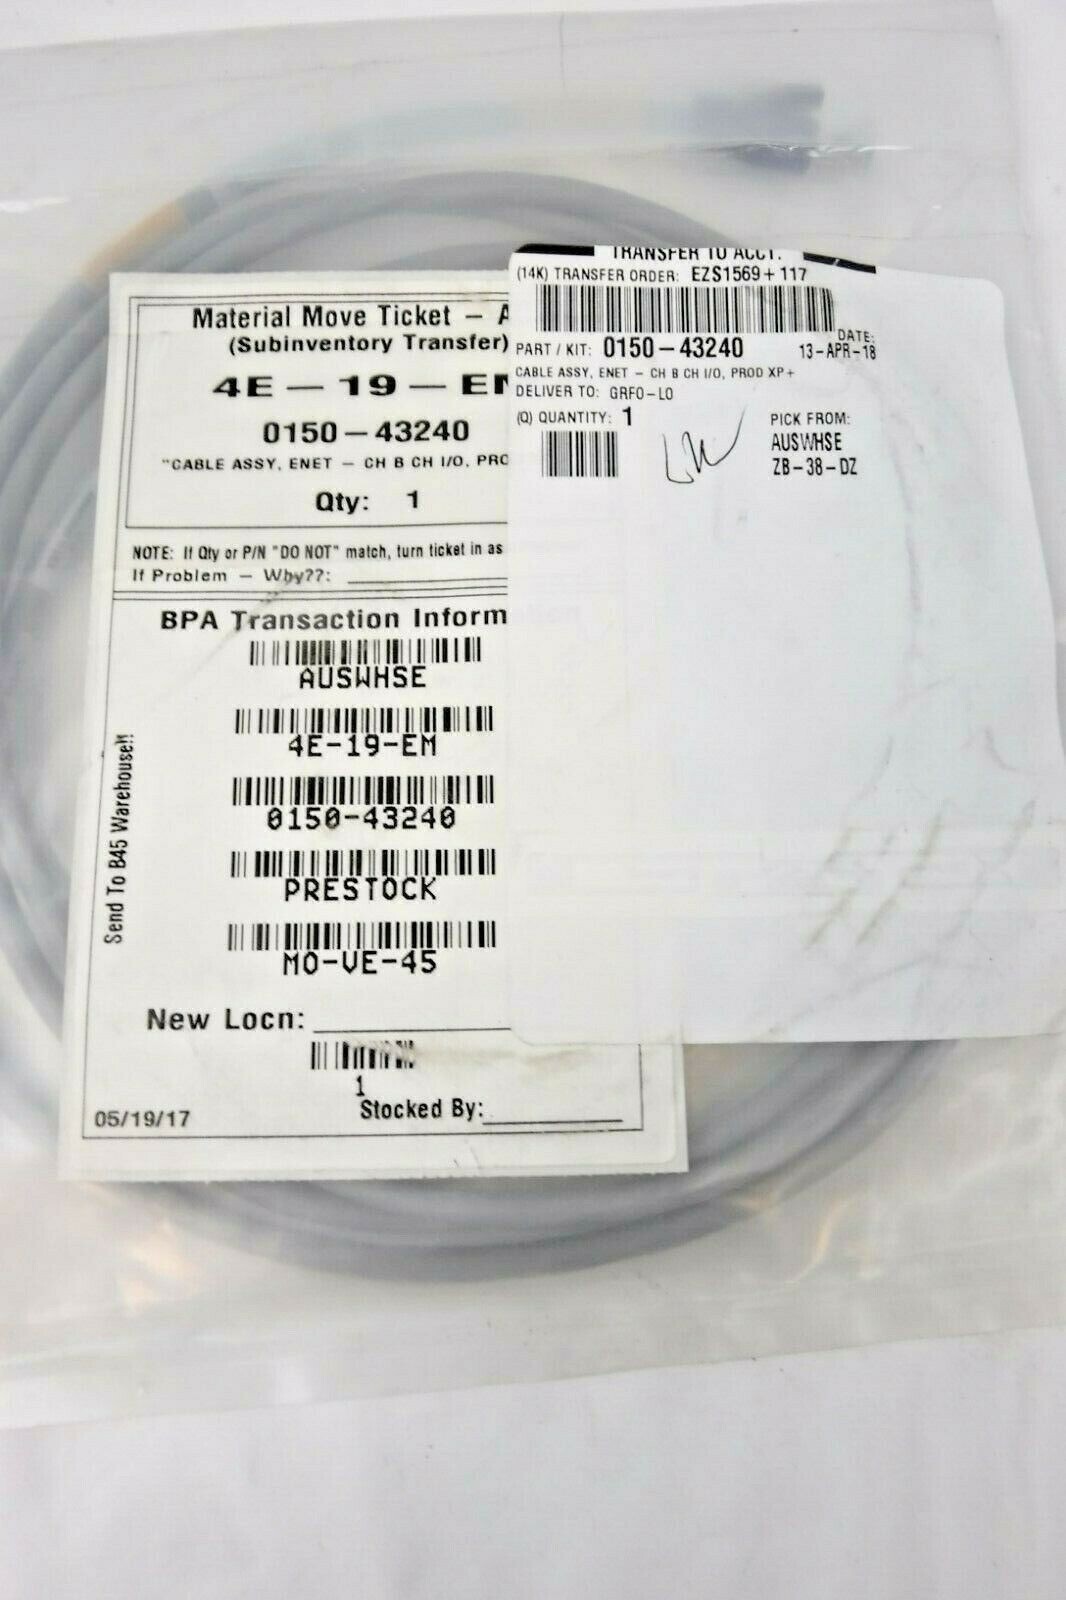 Material Move Ticket — A
(Subinventory Transfer)
4E — 19 — EM
0150 — 43240
"CABLE ASSY, ENET — CH B CH I/O, PRO
Qty: 1
NOTE: If Qty or P/N "DO NOT" match, turn ticket in as
If Problem — Why??:
BPA Transaction Inform
AUSWHSE
4E-19-EM
0150-43240
PRESTOCK
MO-VE-45
Send To B45 Warehouse!!
New Locn:
1
Stocked By:
05/19/17
TRANSFER TO ACCT:
(14K) TRANSFER ORDER: EZS1569+117
PART / KIT: 0150-43240
DATE:
13-APR-18
CABLE ASSY, ENET - CH B CH I/O, PROD XP+
DELIVER TO: GRFO-LO
(Q) QUANTITY: 1
PICK FROM:
AUSWHSE
ZB-38-DZ